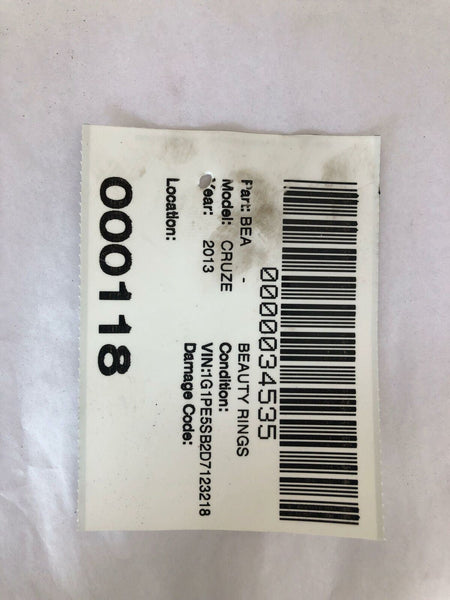 0000034535
Part: BEA - BEAUTY RINGS
Model: CRUZE Condition:
Year: 2013 VIN:1G1PE5SB2D7123218
Location: Damage Code:
000118